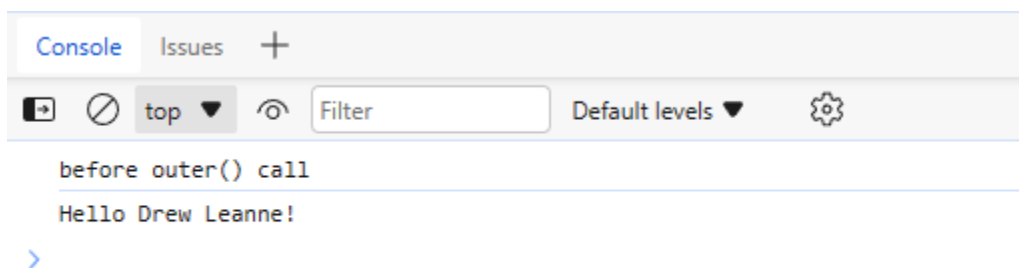 Console Issues
top Filter Default levels
before outer() call
Hello Drew Leanne!